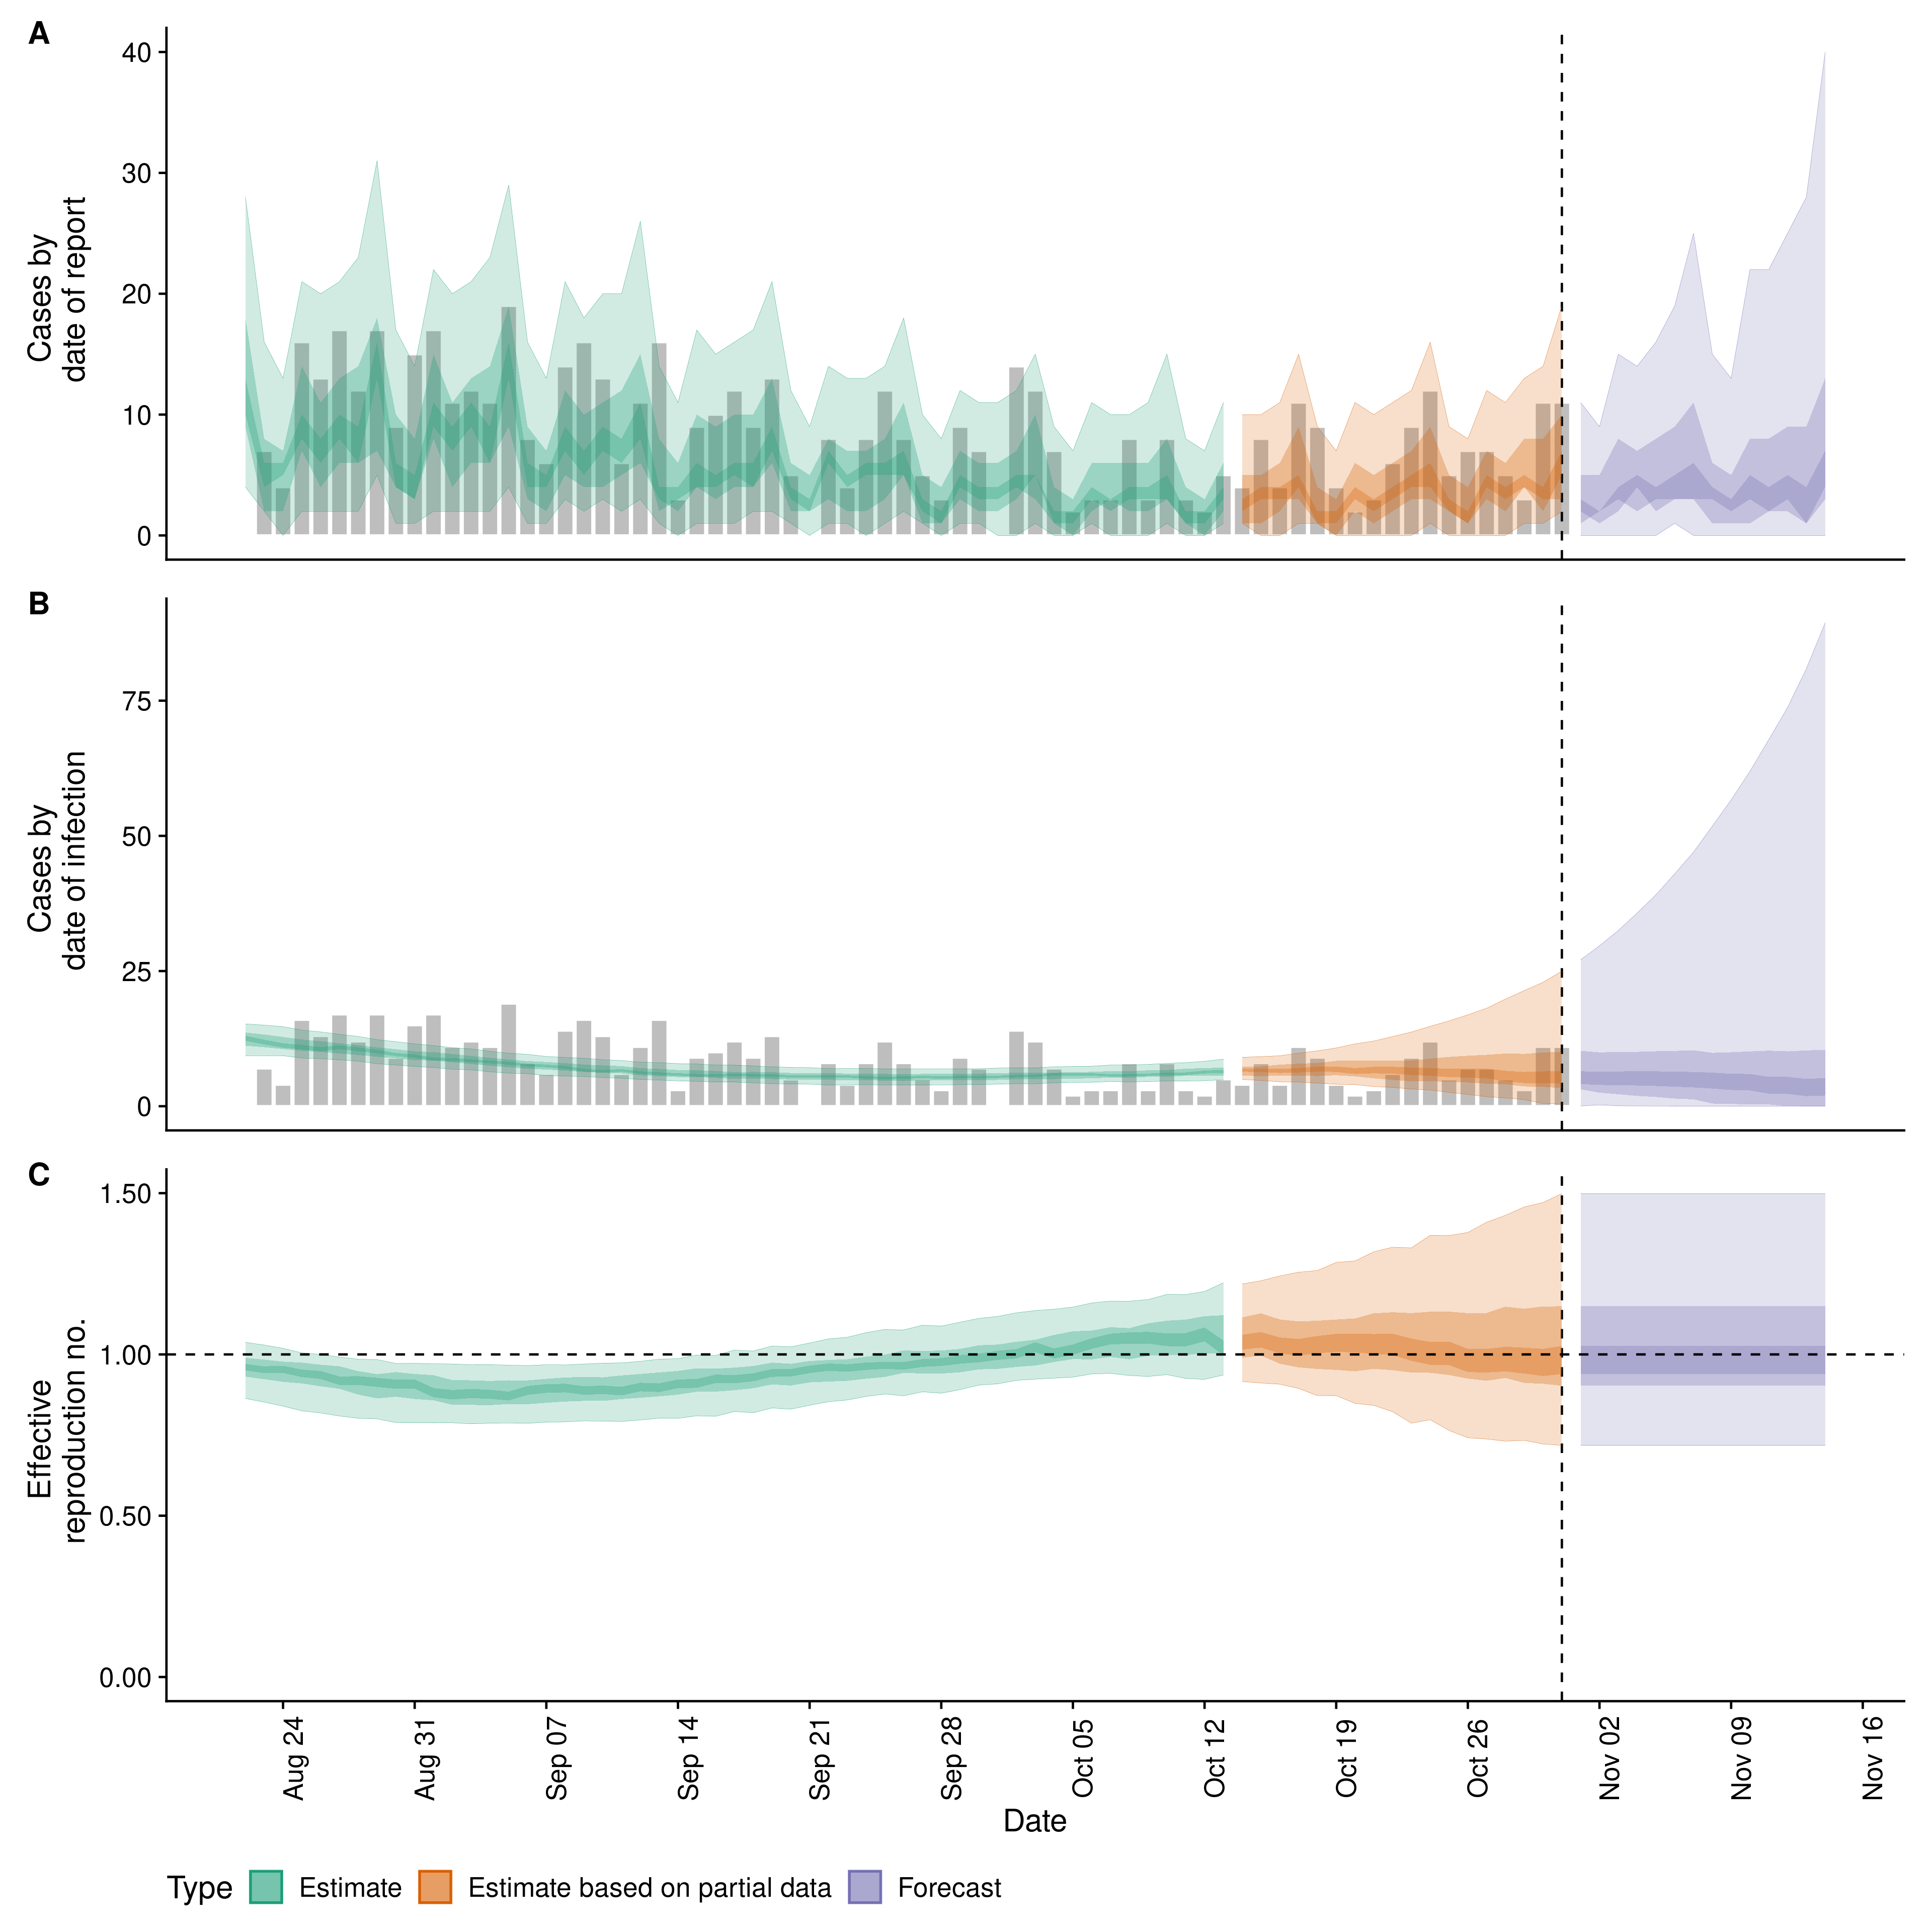 A
40
30
20
10
0
Cases by
date of report
B
75
50
25
0
Cases by
date of infection
C
1.50
1.00
0.50
0.00
Effective
reproduction no.
Aug 24
Aug 31
Sep 07
Sep 14
Sep 21
Sep 28
Oct 05
Oct 12
Oct 19
Oct 26
Nov 02
Nov 09
Nov 16
Date
Type Estimate Estimate based on partial data Forecast